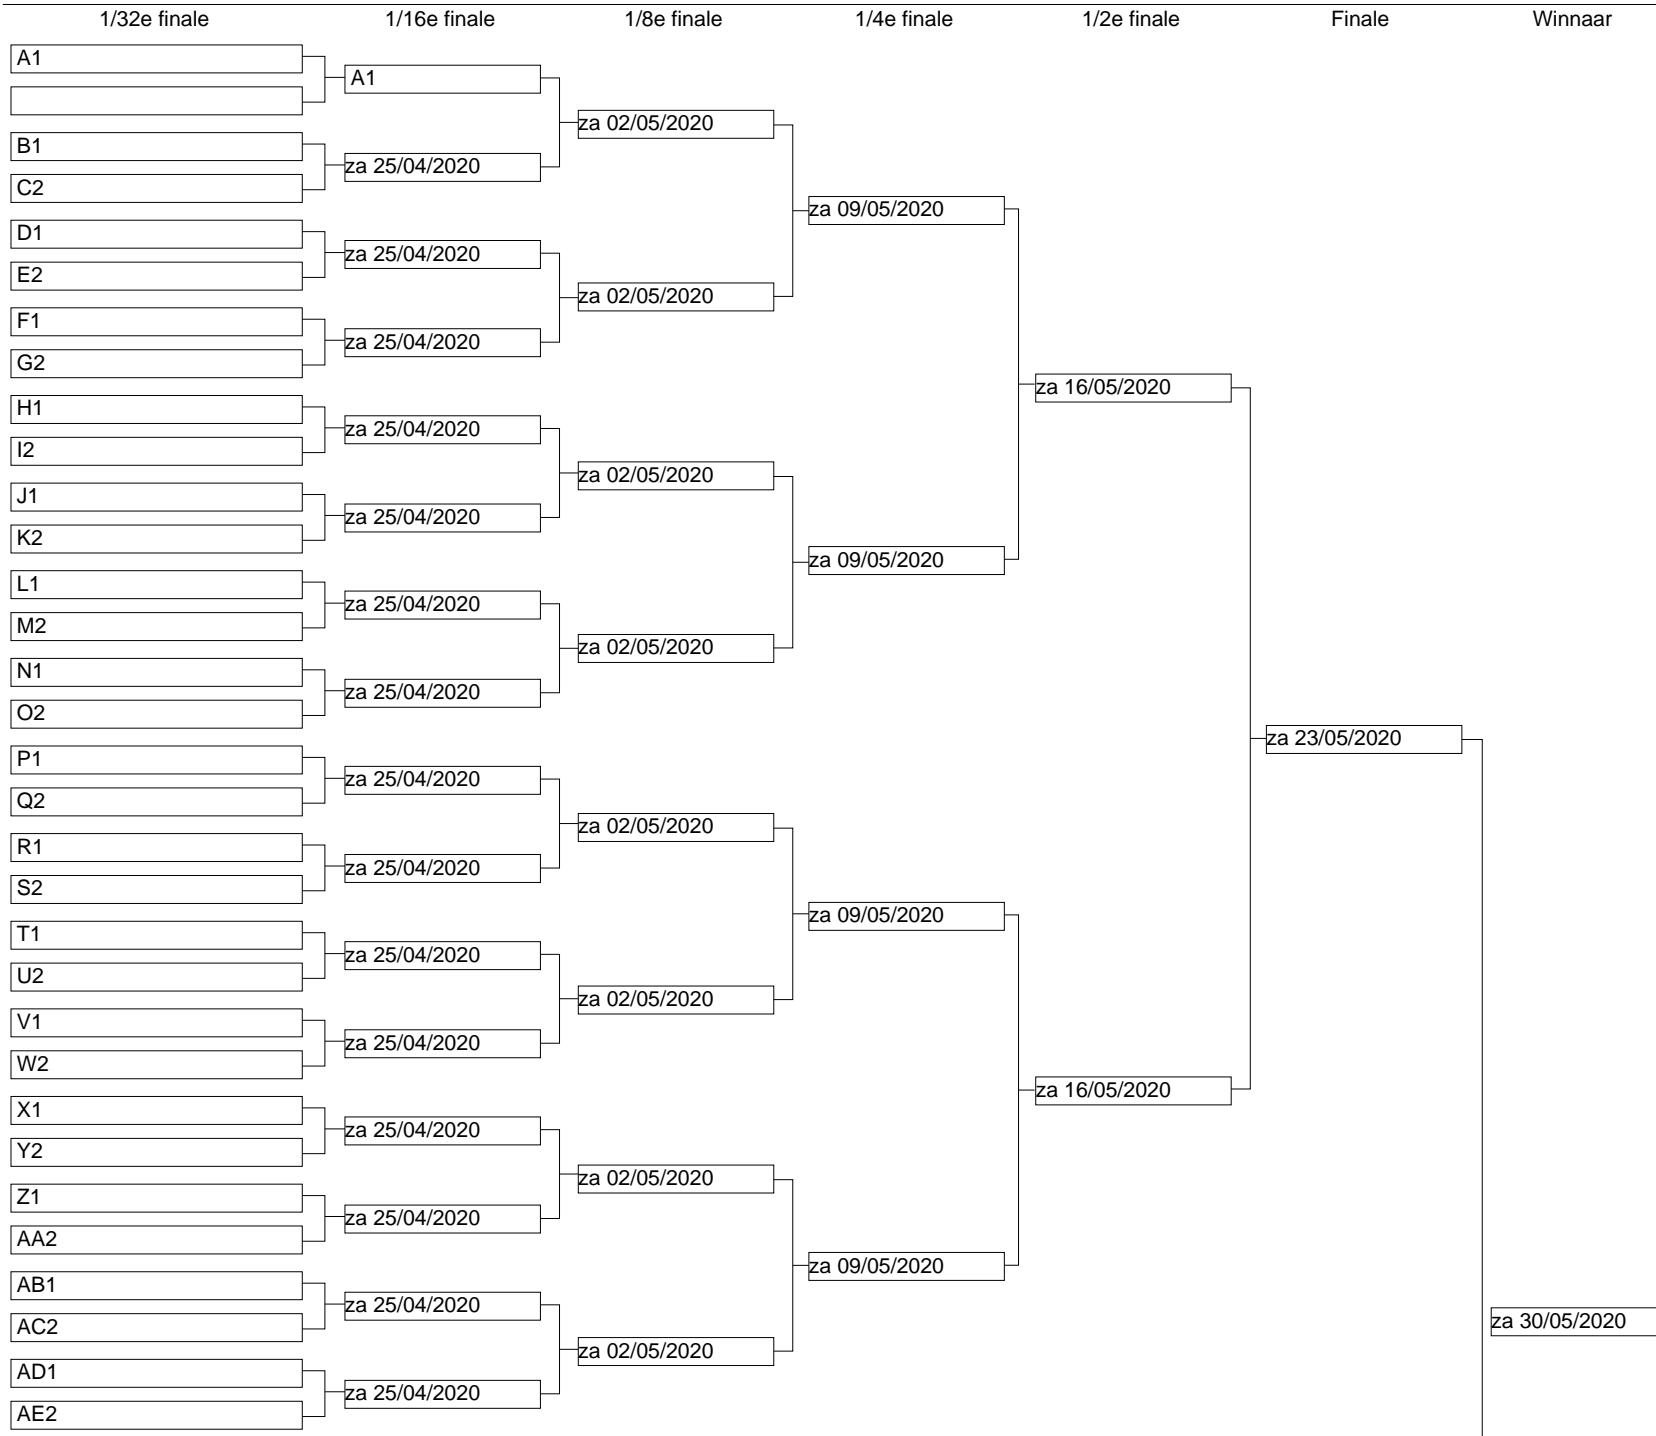 1/32e finale 1/16e finale 1/8e finale 1/4e finale 1/2e finale Finale Winnaar
A1
A1
za 02/05/2020
B1
za 25/04/2020
C2
za 09/05/2020
D1
za 25/04/2020
E2
za 02/05/2020
F1
za 25/04/2020
G2
za 16/05/2020
H1
za 25/04/2020
I2
za 02/05/2020
J1
za 25/04/2020
K2
za 09/05/2020
L1
za 25/04/2020
M2
za 02/05/2020
N1
za 25/04/2020
O2
za 23/05/2020
P1
za 25/04/2020
Q2
za 02/05/2020
R1
za 25/04/2020
S2
za 09/05/2020
T1
za 25/04/2020
U2
za 02/05/2020
V1
za 25/04/2020
W2
za 16/05/2020
X1
za 25/04/2020
Y2
za 02/05/2020
Z1
za 25/04/2020
AA2
za 09/05/2020
AB1
za 25/04/2020
AC2
za 30/05/2020
za 02/05/2020
AD1
za 25/04/2020
AE2